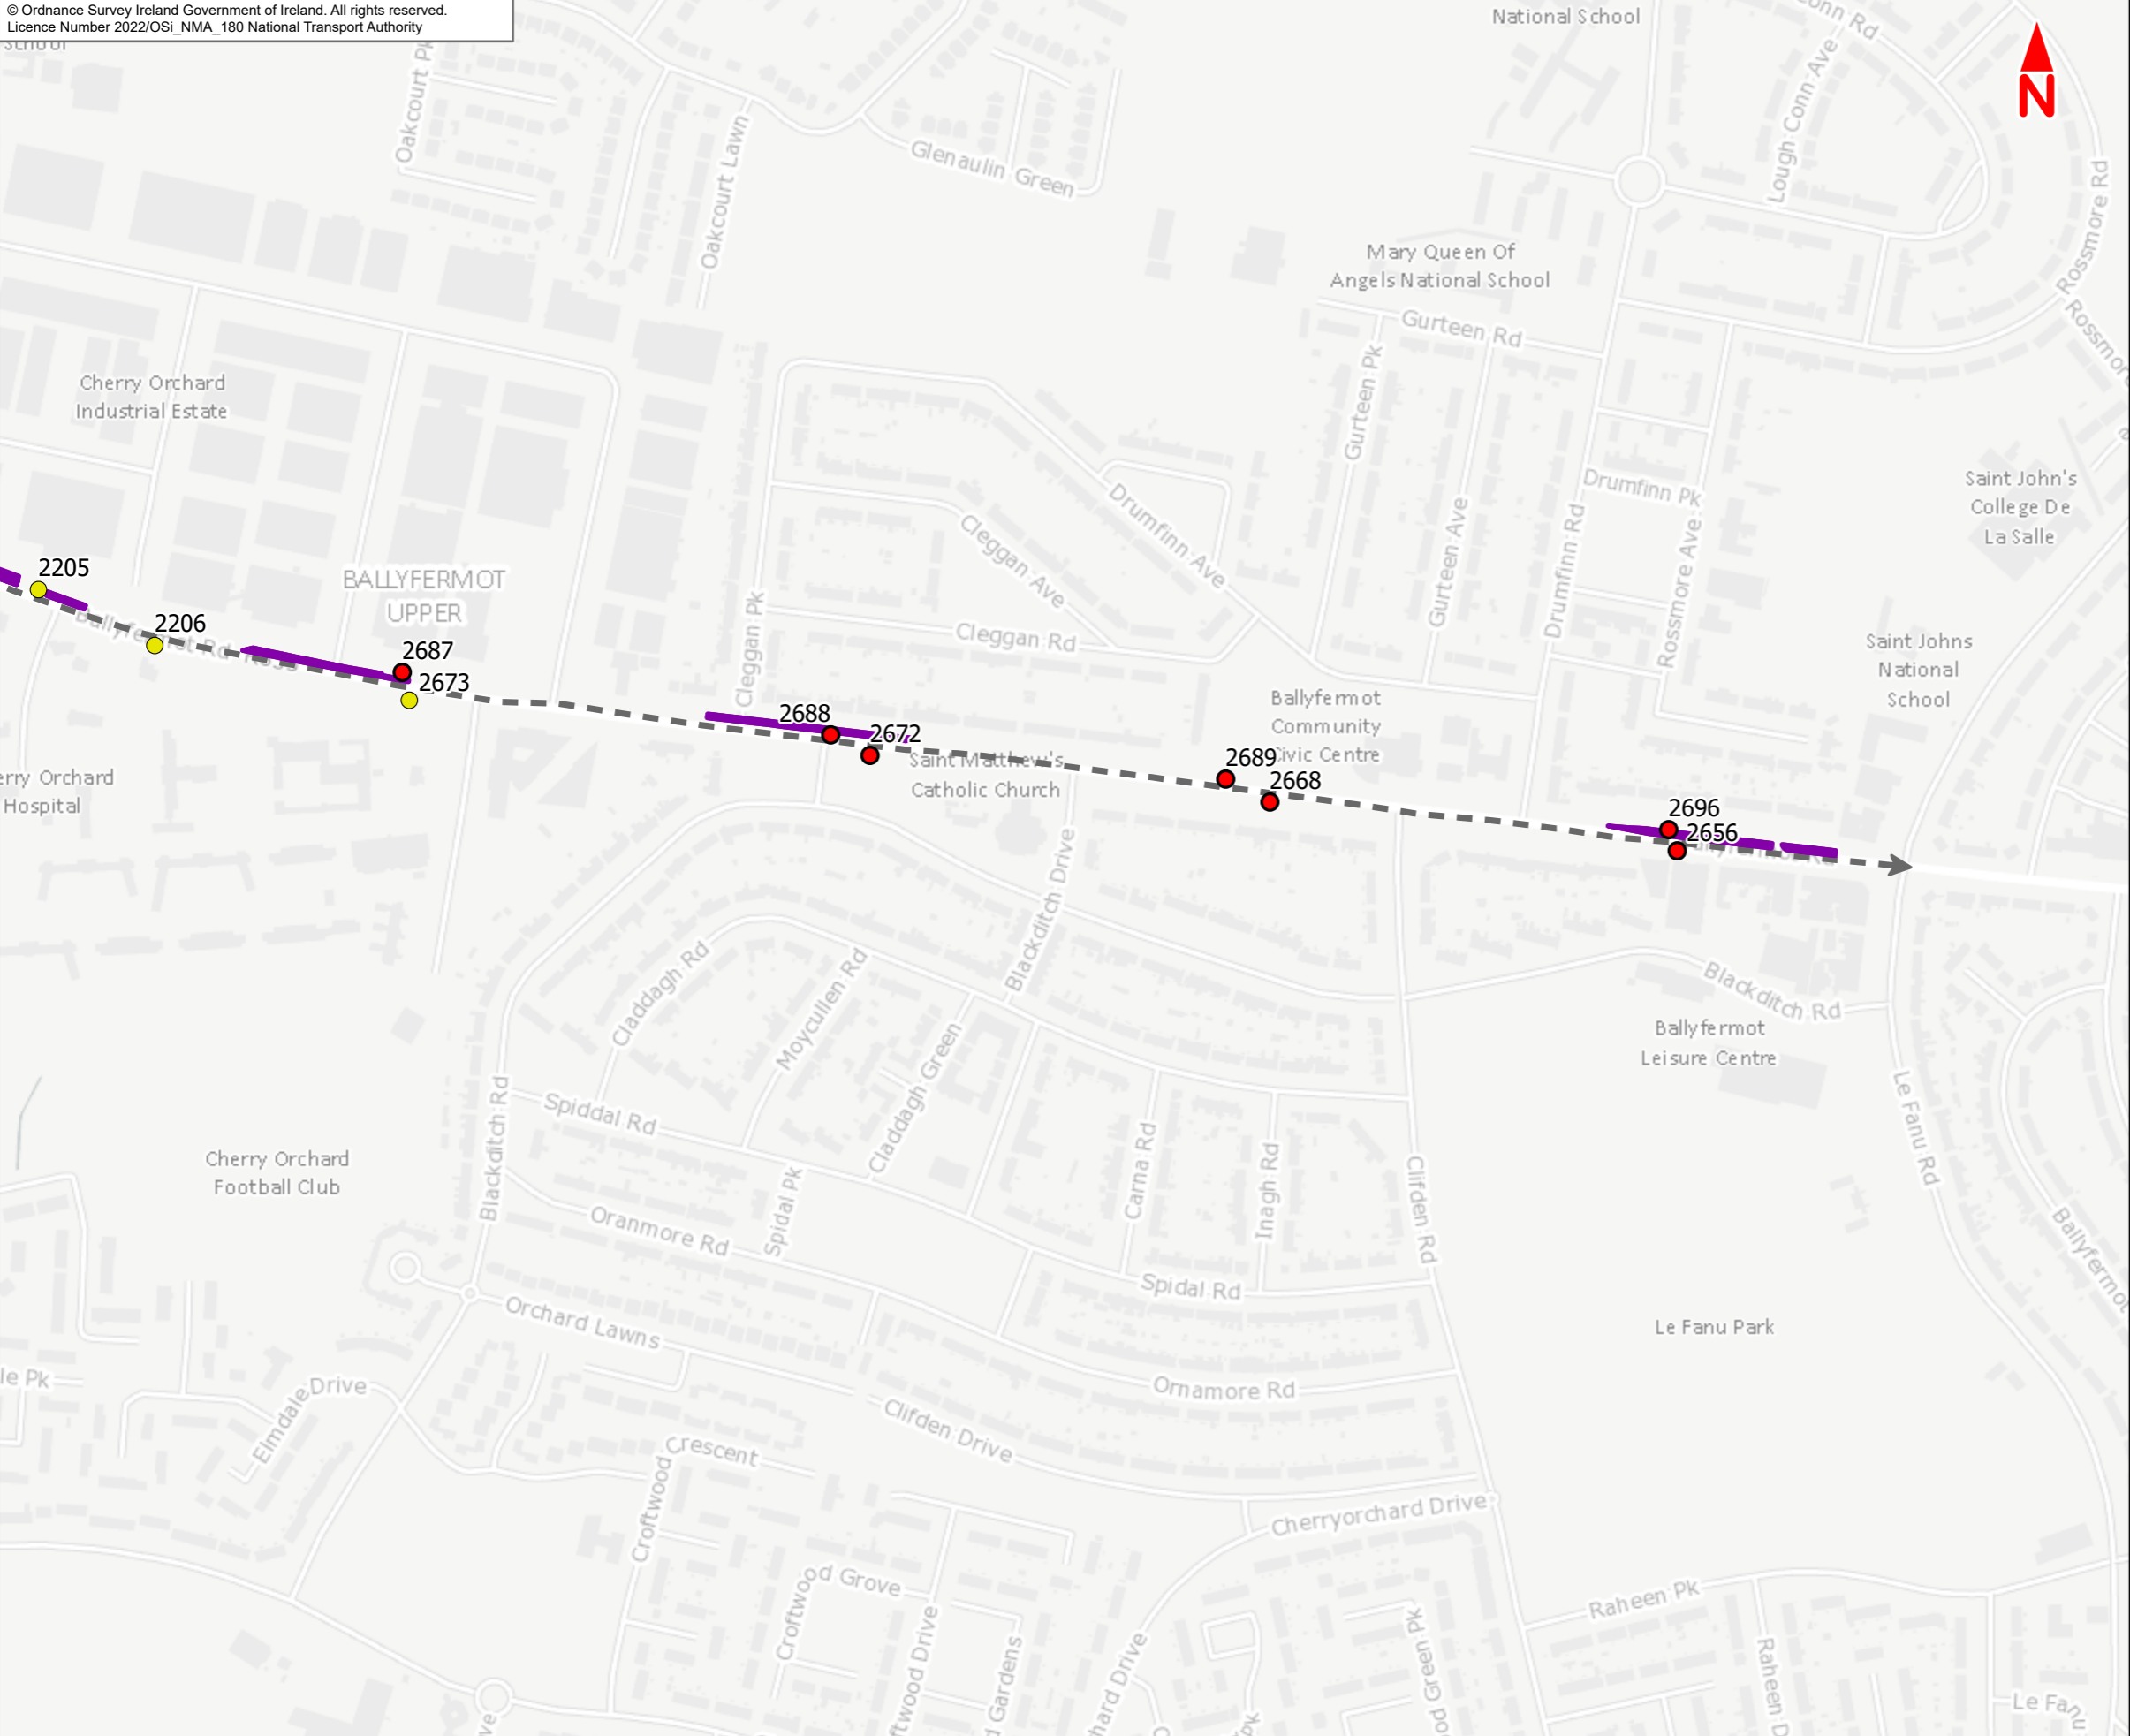 © Ordnance Survey Ireland Government of Ireland. All rights reserved.
Licence Number 2022/OSi_NMA_180 National Transport Authority
National School
N
Oakcourt Lawn
Glenaulin Green
Lough Conn Ave
Rossmore Rd
Mary Queen Of
Angels National School
Gurteen Rd
Cherry Orchard
Industrial Estate
Gurteen Pk
Drumfinn Pk
Drumfinn Ave
Cleggan Ave
Gurteen Ave
Drumfinn Rd
Rossmore Ave
Saint John's
College De
La Salle
2205
BALLYFERMOT
UPPER
2206
Cleggan Pk
Cleggan Rd
2687
2673
Saint Johns
National
School
2688
2672
Saint Matthew's
Catholic Church
Ballyfermot
Community
Civic Centre
2689
2668
2696
2656
Hospital
Blackditch Drive
Claddagh Rd
Moycullen Rd
Blackditch Rd
Ballyfermot
Leisure Centre
Claddagh Green
Spiddal Rd
Blackditch Rd
Cherry Orchard
Football Club
Carna Rd
Inagh Rd
Clifden Rd
Le Fanu Rd
Ballyfermot
Oranmore Rd
Spidal Pk
Spidal Rd
Orchard Lawns
Le Fanu Park
Elmdale Drive
Ornamore Rd
Clifden Drive
Croftwood Crescent
Cherryorchard Drive
Croftwood Grove
Raheen Pk